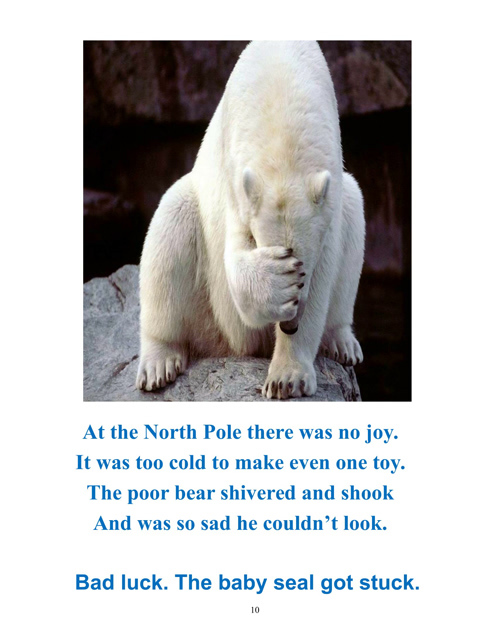 At the North Pole there was no joy.
It was too cold to make even one toy.
The poor bear shivered and shook
And was so sad he couldn’t look.
Bad luck. The baby seal got stuck.
10